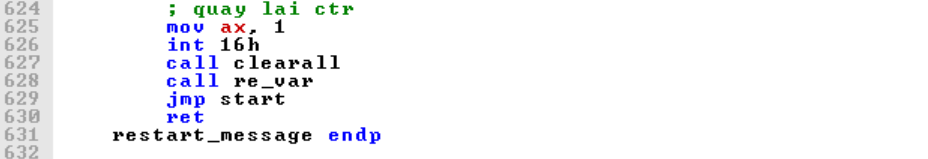 624 ; quay lai ctr
625 mov ax, 1
626 int 16h
627 call clearall
628 call re_var
629 jmp start
630 ret
631 restart_message endp
632